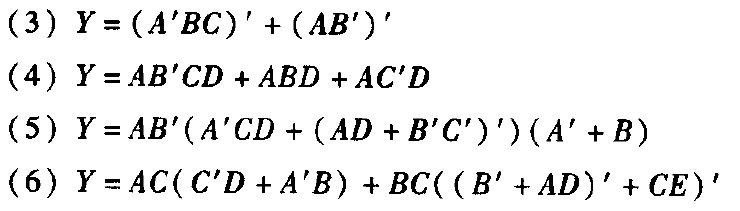 (3) Y = (A'BC)' + (AB')'
(4) Y = AB'CD + ABD + AC'D
(5) Y = AB'(A'CD + (AD + B'C')')(A' + B)
(6) Y = AC(C'D + A'B) + BC((B' + AD)' + CE)'